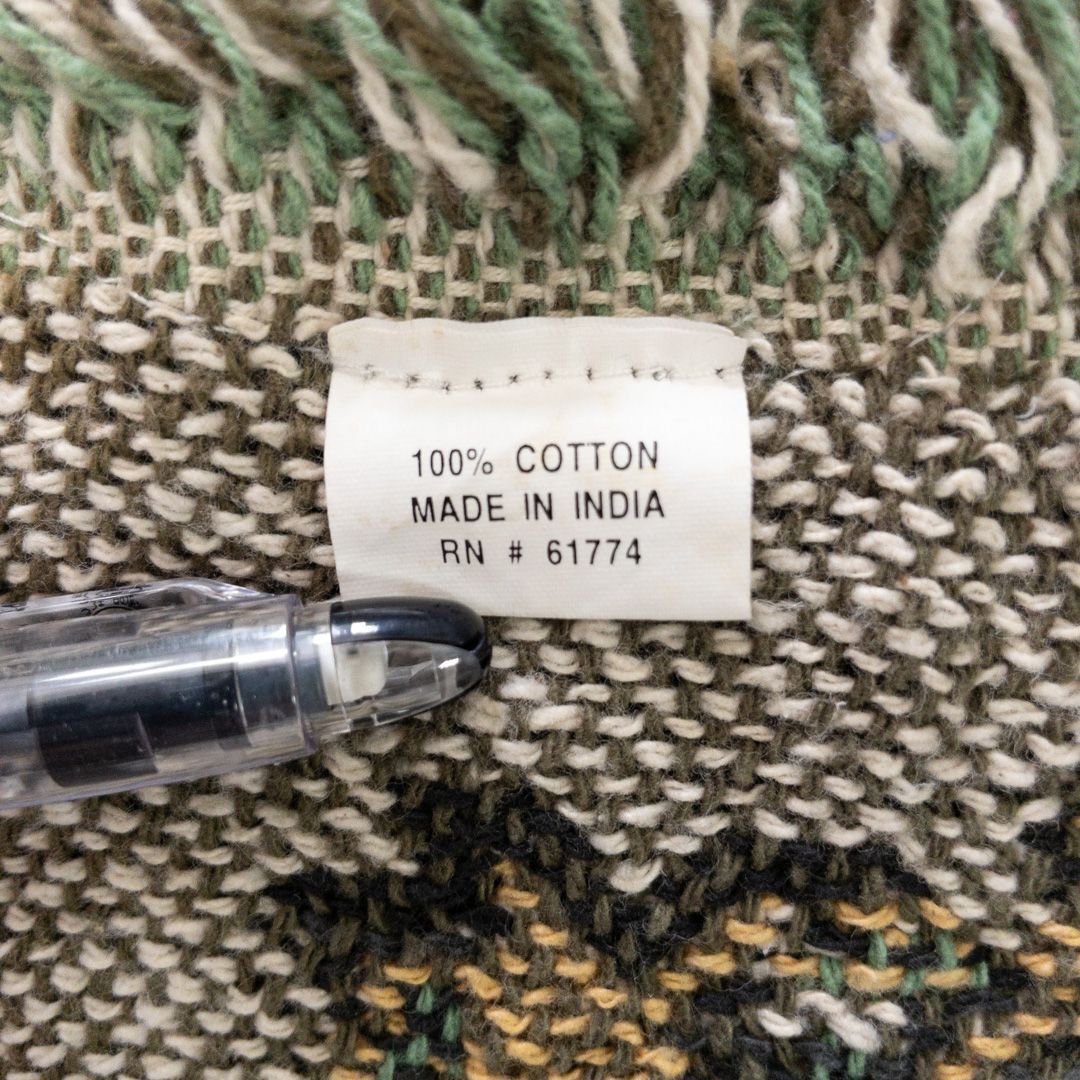 100% COTTON
MADE IN INDIA
RN # 61774